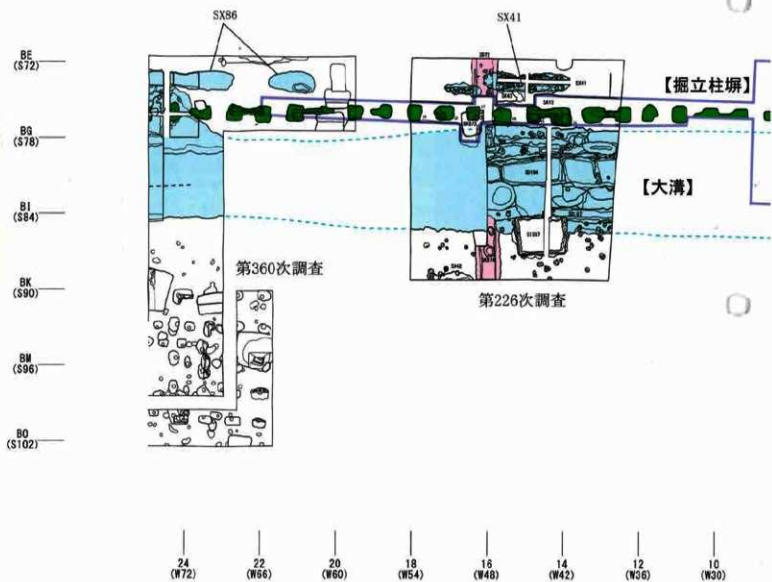 SX86
SX41
BE
(S72)
【掘立柱塀】
BG
(S78)
【大溝】
BI
(S84)
第360次調査
BK
(S90)
第226次調査
BM
(S96)
BO
(S102)
24
(W72)
22
(W66)
20
(W60)
18
(W54)
16
(W48)
14
(W42)
12
(W36)
10
(W30)